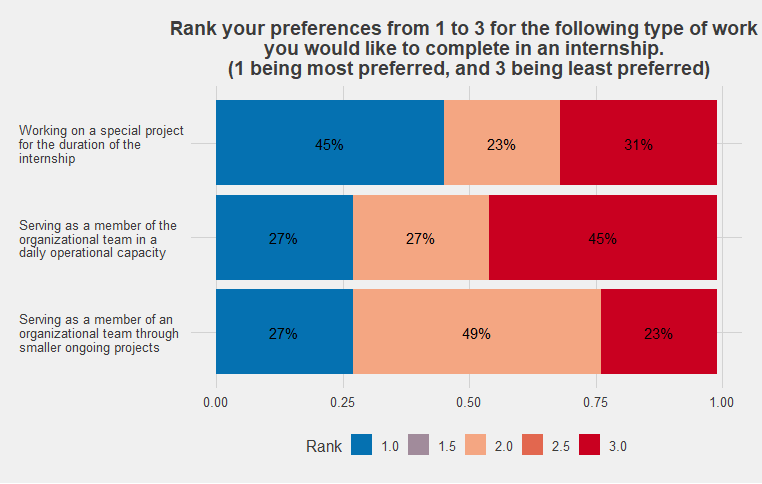 Rank your preferences from 1 to 3 for the following type of work
you would like to complete in an internship.
(1 being most preferred, and 3 being least preferred)
Working on a special project
for the duration of the
internship
45%
23%
31%
Serving as a member of the
organizational team in a
daily operational capacity
27%
27%
45%
Serving as a member of an
organizational team through
smaller ongoing projects
27%
49%
23%
0.00
0.25
0.50
0.75
1.00
Rank
1.0
1.5
2.0
2.5
3.0